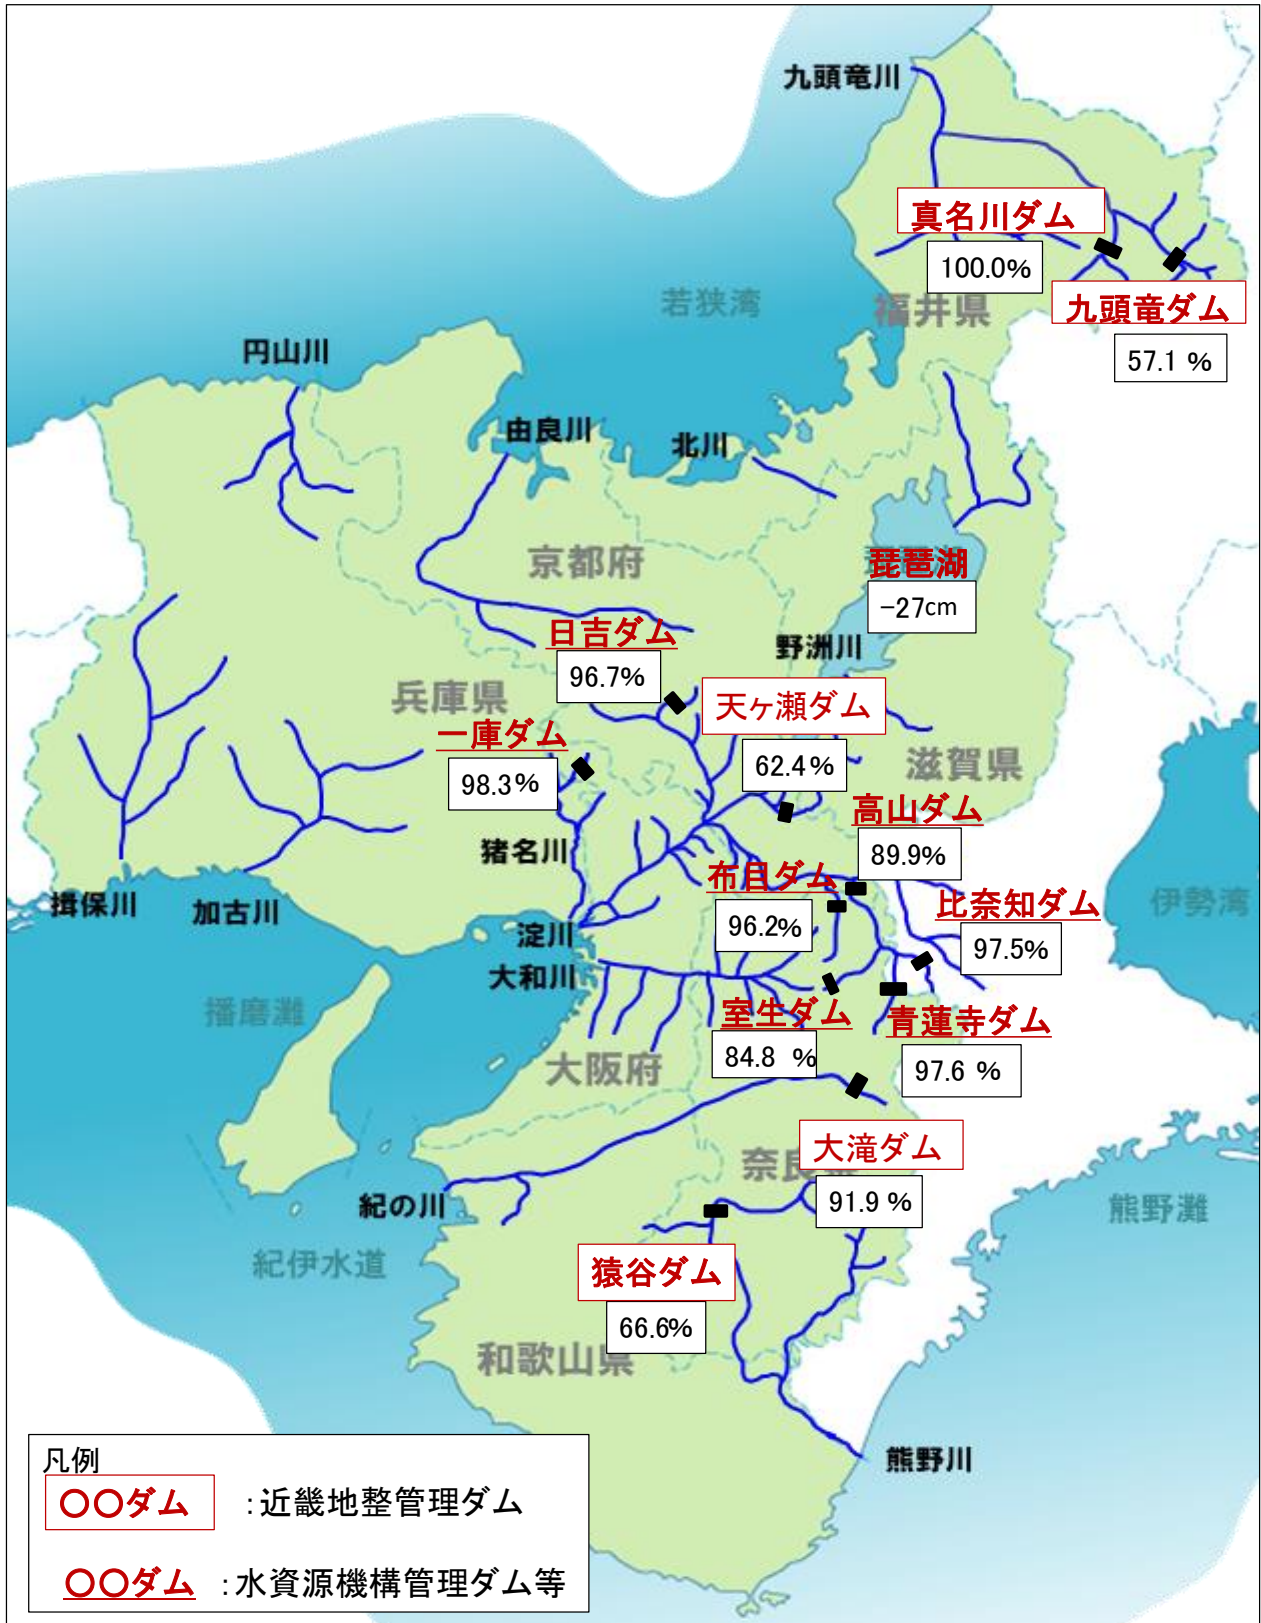 九頭竜川
真名川ダム
100.0%
若狭湾
福井県
九頭竜ダム
57.1 %
円山川
由良川
北川
京都府
琵琶湖
-27cm
日吉ダム
野洲川
96.7%
兵庫県
天ヶ瀬ダム
一庫ダム
62.4%
滋賀県
98.3%
高山ダム
猪名川
89.9%
布目ダム
揖保川
加古川
比奈知ダム
伊勢湾
96.2%
淀川
97.5%
大和川
播磨灘
室生ダム
青蓮寺ダム
84.8 %
大阪府
97.6 %
大滝ダム
奈良
紀の川
91.9 %
熊野灘
紀伊水道
猿谷ダム
66.6%
和歌山県
熊野川
凡例
○○ダム :近畿地整管理ダム
○○ダム :水資源機構管理ダム等